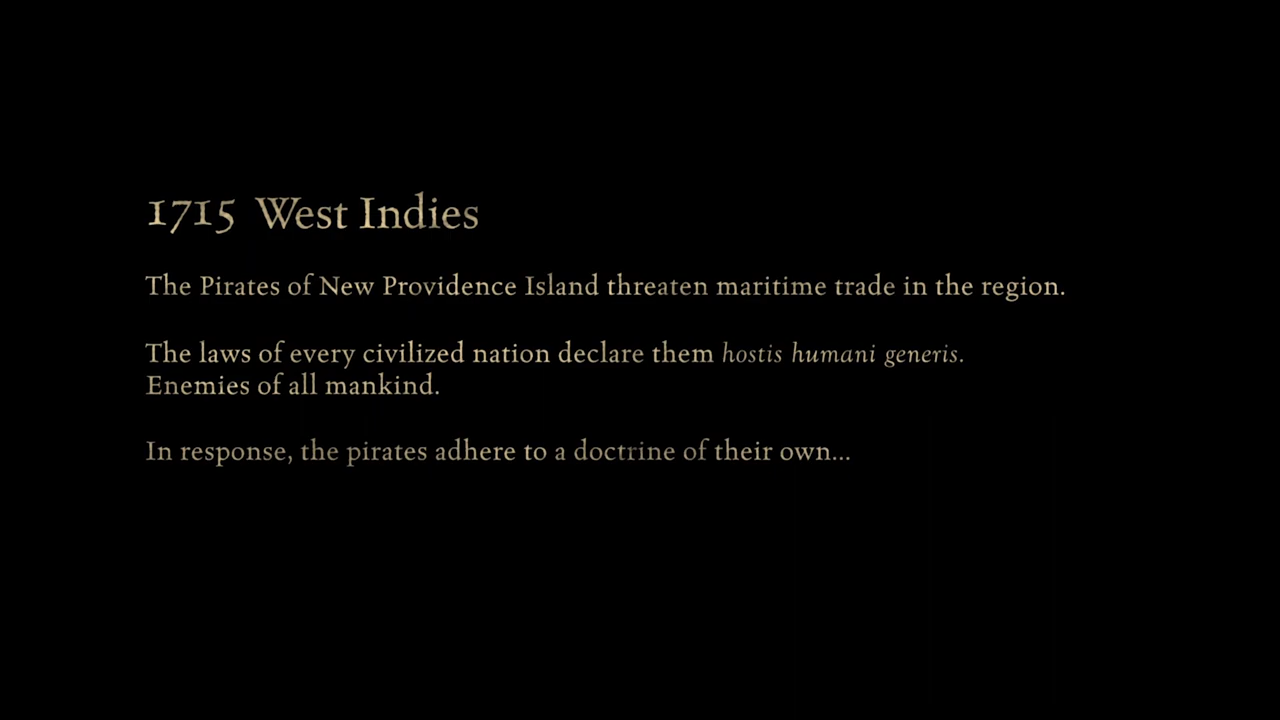 1715 West Indies
The Pirates of New Providence Island threaten maritime trade in the region.
The laws of every civilized nation declare them hostis humani generis.
Enemies of all mankind.
In response, the pirates adhere to a doctrine of their own...